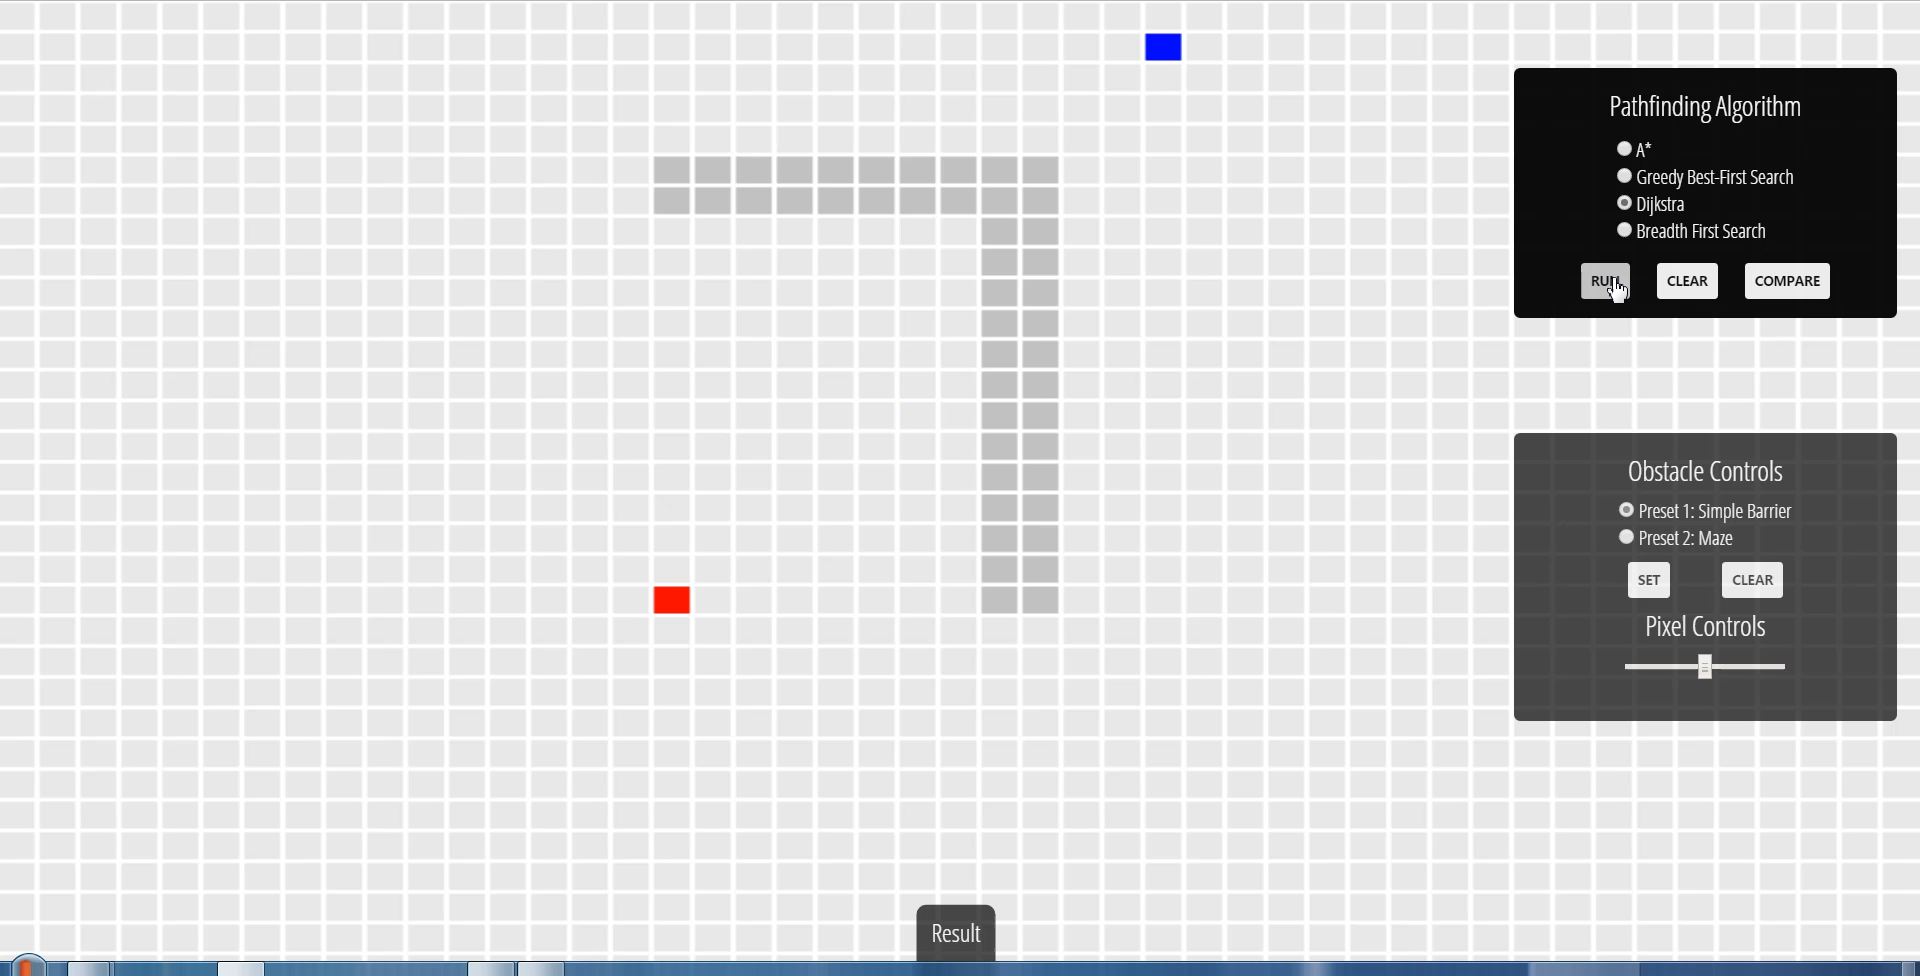 Pathfinding Algorithm
A*
Greedy Best-First Search
Dijkstra
Breadth First Search
RUN CLEAR COMPARE
Obstacle Controls
Preset 1: Simple Barrier
Preset 2: Maze
SET CLEAR
Pixel Controls
Result